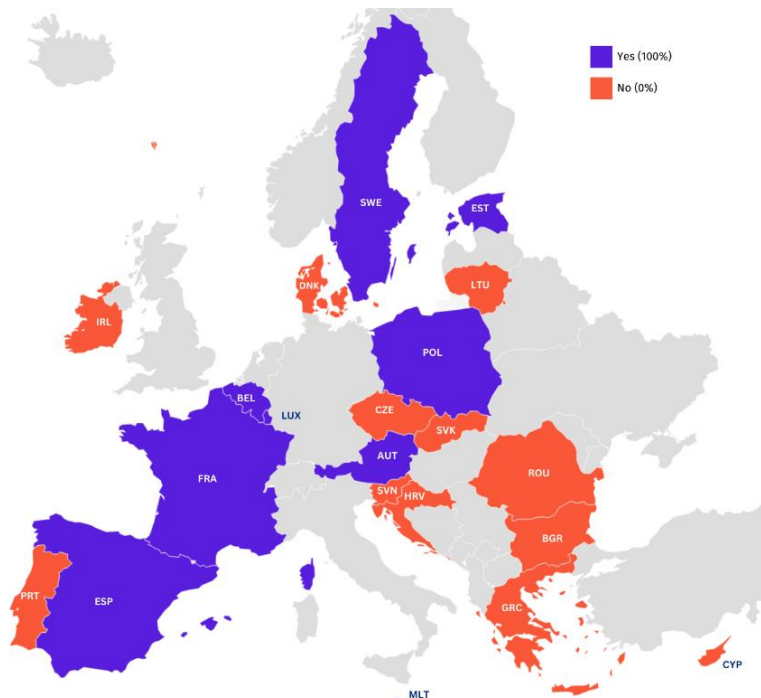 Yes (100%)
No (0%)
SWE
EST
DNK
LTU
IRL
POL
BEL
LUX
CZE
SVK
AUT
FRA
ROU
SVN
HRV
BGR
PRT
ESP
GRC
CYP
MLT